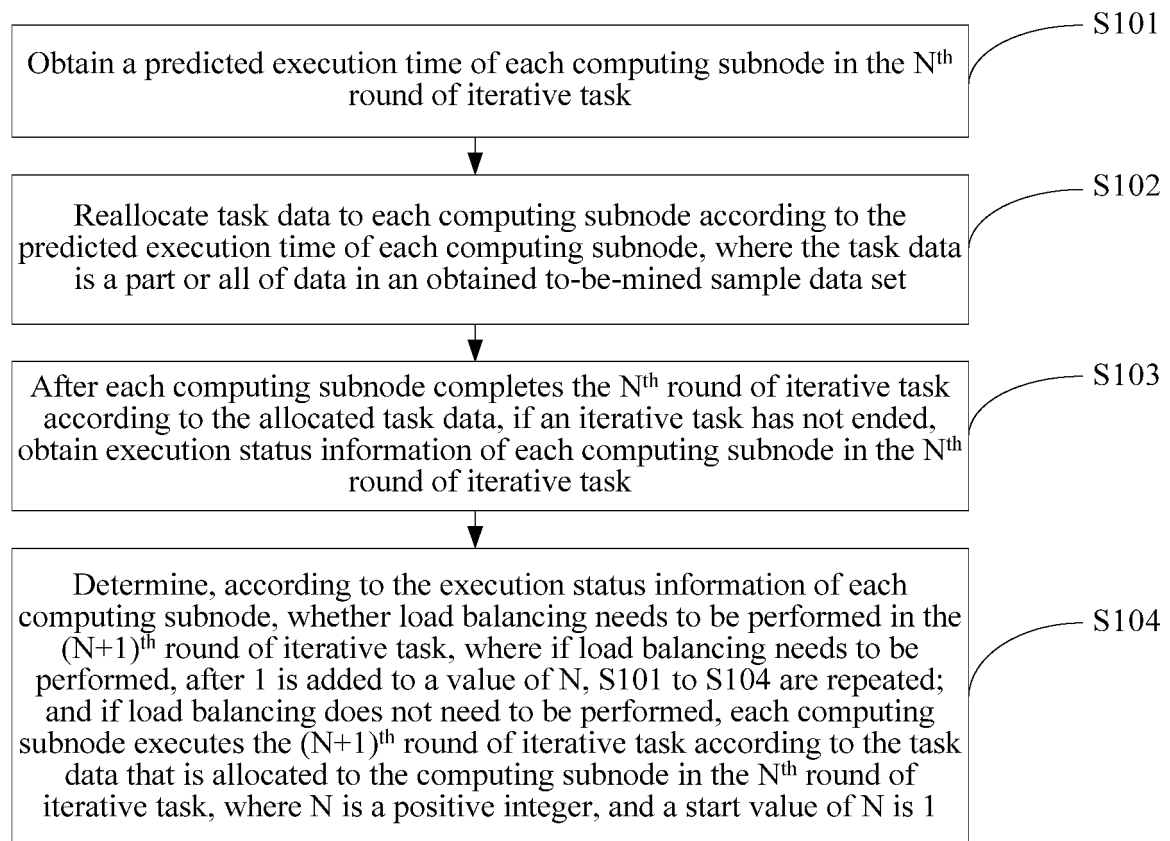 S101
Obtain a predicted execution time of each computing subnode in the Nth
round of iterative task
S102
Reallocate task data to each computing subnode according to the
predicted execution time of each computing subnode, where the task data
is a part or all of data in an obtained to-be-mined sample data set
S103
After each computing subnode completes the Nth round of iterative task
according to the allocated task data, if an iterative task has not ended,
obtain execution status information of each computing subnode in the Nth
round of iterative task
S104
Determine, according to the execution status information of each
computing subnode, whether load balancing needs to be performed in the
(N+1)th round of iterative task, where if load balancing needs to be
performed, after 1 is added to a value of N, S101 to S104 are repeated;
and if load balancing does not need to be performed, each computing
subnode executes the (N+1)th round of iterative task according to the task
data that is allocated to the computing subnode in the Nth round of
iterative task, where N is a positive integer, and a start value of N is 1